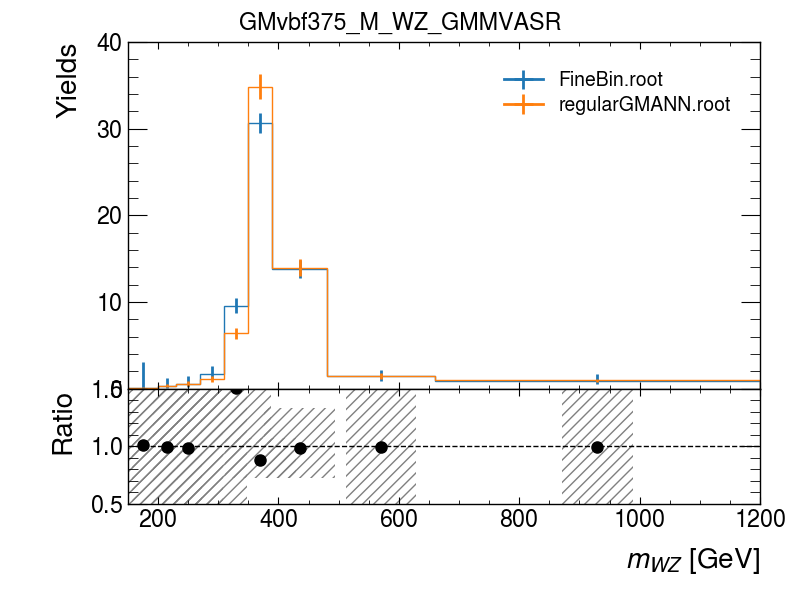 GMvbf375_M_WZ_GMMVASR
Yields
40
30
20
10
FineBin.root
regularGMANN.root
Ratio
1.5
1.0
0.5
200
400
600
800
1000
1200
m_WZ [GeV]